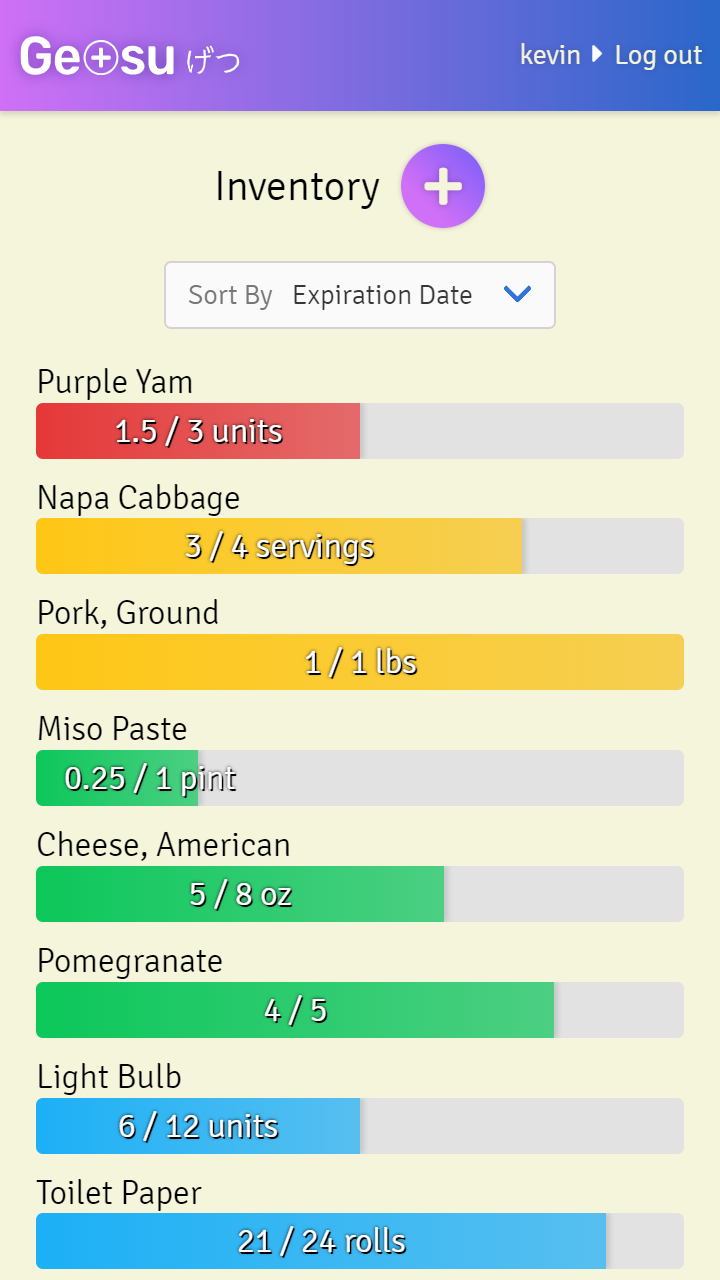 Ge⊕su げつ
kevin Log out
Inventory
Sort By Expiration Date
Purple Yam
1.5 / 3 units
Napa Cabbage
3 / 4 servings
Pork, Ground
1 / 1 lbs
Miso Paste
0.25 / 1 pint
Cheese, American
5 / 8 oz
Pomegranate
4 / 5
Light Bulb
6 / 12 units
Toilet Paper
21 / 24 rolls